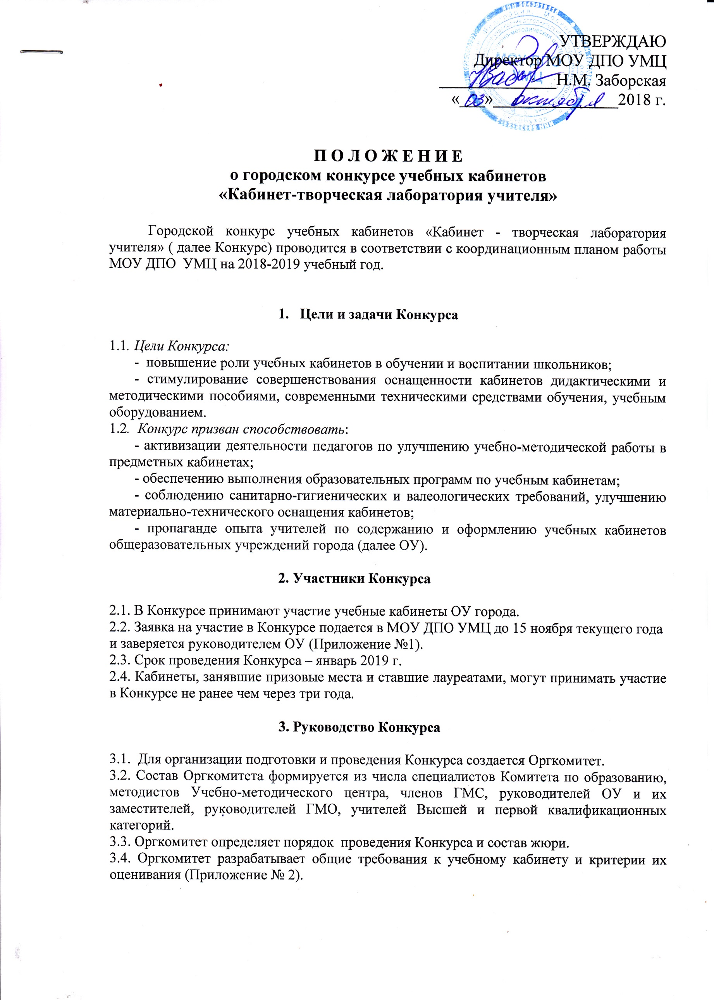 УТВЕРЖДАЮ
Директор МОУ ДПО УМЦ
Н.М. Заборская
«03» октября 2018 г.
МОУ ДПО
УМЦ
П О Л О Ж Е Н И Е
о городском конкурсе учебных кабинетов
«Кабинет-творческая лаборатория учителя»
Городской конкурс учебных кабинетов «Кабинет - творческая лаборатория
учителя» ( далее Конкурс) проводится в соответствии с координационным планом работы
МОУ ДПО УМЦ на 2018-2019 учебный год.
1. Цели и задачи Конкурса
1.1. Цели Конкурса:
- повышение роли учебных кабинетов в обучении и воспитании школьников;
- стимулирование совершенствования оснащенности кабинетов дидактическими и
методическими пособиями, современными техническими средствами обучения, учебным
оборудованием.
1.2. Конкурс призван способствовать:
- активизации деятельности педагогов по улучшению учебно-методической работы в
предметных кабинетах;
- обеспечению выполнения образовательных программ по учебным кабинетам;
- соблюдению санитарно-гигиенических и валеологических требований, улучшению
материально-технического оснащения кабинетов;
- пропаганде опыта учителей по содержанию и оформлению учебных кабинетов
общеразовательных учреждений города (далее ОУ).
2. Участники Конкурса
2.1. В Конкурсе принимают участие учебные кабинеты ОУ города.
2.2. Заявка на участие в Конкурсе подается в МОУ ДПО УМЦ до 15 ноября текущего года
и заверяется руководителем ОУ (Приложение №1).
2.3. Срок проведения Конкурса – январь 2019 г.
2.4. Кабинеты, занявшие призовые места и ставшие лауреатами, могут принимать участие
в Конкурсе не ранее чем через три года.
3. Руководство Конкурса
3.1. Для организации подготовки и проведения Конкурса создается Оргкомитет.
3.2. Состав Оргкомитета формируется из числа специалистов Комитета по образованию,
методистов Учебно-методического центра, членов ГМС, руководителей ОУ и их
заместителей, руководителей ГМО, учителей Высшей и первой квалификационных
категорий.
3.3. Оргкомитет определяет порядок проведения Конкурса и состав жюри.
3.4. Оргкомитет разрабатывает общие требования к учебному кабинету и критерии их
оценивания (Приложение № 2).